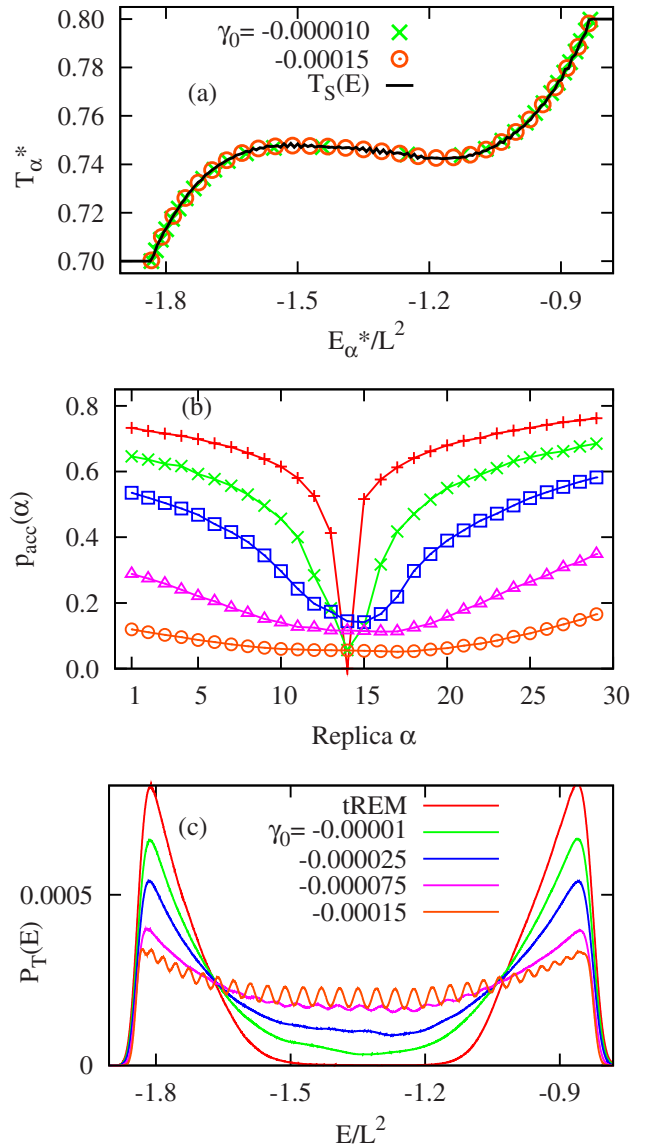 0.80
0.78
0.76
0.74
0.72
0.70
Tα*
γ0= -0.000010
-0.00015
TS(E)
(a)
-1.8 -1.5 -1.2 -0.9
Eα*/L²
0.8
0.6
0.4
0.2
0.0
pacc(α)
(b)
1 5 10 15 20 25 30
Replica α
0.0005
0
PT(E)
(c)
tREM
γ0= -0.00001
-0.000025
-0.000075
-0.00015
-1.8 -1.5 -1.2 -0.9
E/L²